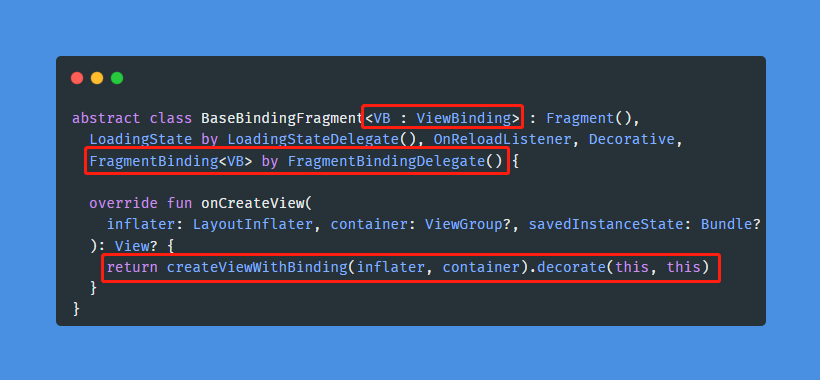 abstract class BaseBindingFragment<VB : ViewBinding> : Fragment(),
LoadingState by LoadingStateDelegate(), OnReloadListener, Decorative,
FragmentBinding<VB> by FragmentBindingDelegate() {
override fun onCreateView(
inflater: LayoutInflater, container: ViewGroup?, savedInstanceState: Bundle?
): View? {
return createViewWithBinding(inflater, container).decorate(this, this)
}
}